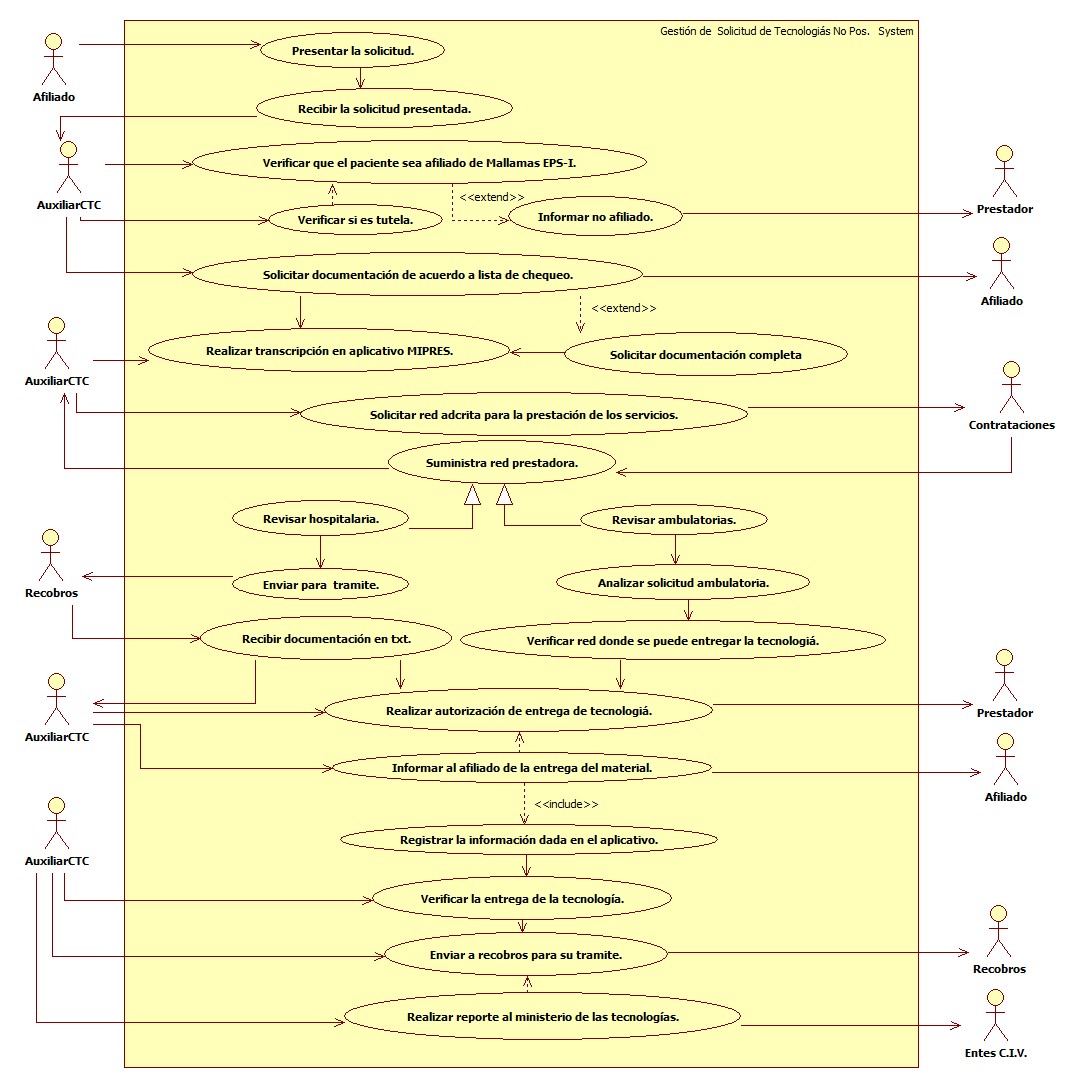 Gestión de  Solicitud de Tecnologiás No Pos.   System
Presentar la solicitud.
Afiliado
Recibir la solicitud presentada.
Verificar que el paciente sea afiliado de Mallamas EPS-I.
AuxiliarCTC
<<extend>>
Prestador
Verificar si es tutela.
Informar no afiliado.
Solicitar documentación de acuerdo a lista de chequeo.
Afiliado
<<extend>>
Realizar transcripción en aplicativo MIPRES.
Solicitar documentación completa
AuxiliarCTC
Solicitar red adcrita para la prestación de los servicios.
Contrataciones
Suministra red prestadora.
Revisar hospitalaria.
Revisar ambulatorias.
Enviar para  tramite.
Analizar solicitud ambulatoria.
Recobros
Recibir documentación en txt.
Verificar red donde se puede entregar la tecnologiá.
Realizar autorización de entrega de tecnologiá.
Prestador
AuxiliarCTC
Informar al afiliado de la entrega del material.
Afiliado
<<include>>
Registrar la información dada en el aplicativo.
AuxiliarCTC
Verificar la entrega de la tecnología.
Enviar a recobros para su tramite.
Recobros
Realizar reporte al ministerio de las tecnologías.
Entes C.I.V.